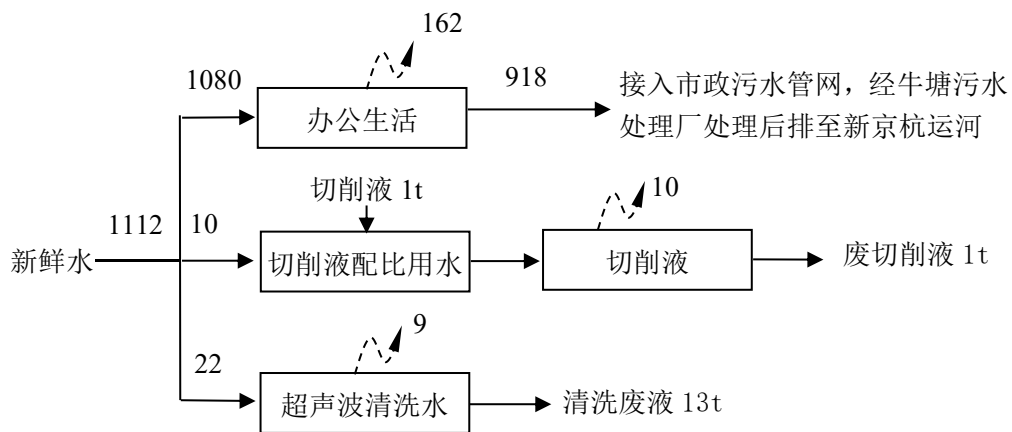 162
1080
918
办公生活
接入市政污水管网，经牛塘污水
处理厂处理后排至新京杭运河
切削液 1t
10
1112
10
新鲜水
切削液配比用水
切削液
废切削液 1t
9
22
超声波清洗水
清洗废液 13t